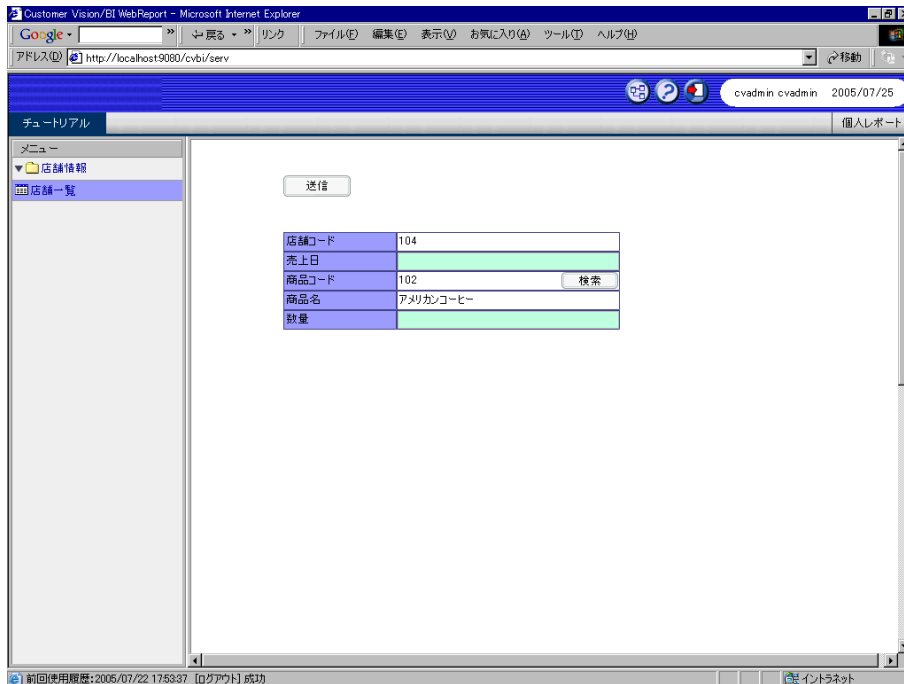 Customer Vision/BI WebReport - Microsoft Internet Explorer
Google
» 戻る » リンク ファイル(F) 編集(E) 表示(V) お気に入り(A) ツール(T) ヘルプ(H)
アドレス(D) http://localhost:9080/cvbi/serv 移動
cvadmin cvadmin 2005/07/25
チュートリアル 個人レポート
メニュー
店舗情報
店舗一覧
送信
店舗コード 104
売上日
商品コード 102 検索
商品名 アメリカンコーヒー
数量
前回使用履歴:2005/07/22 17:53:37 [ログアウト] 成功 イントラネット